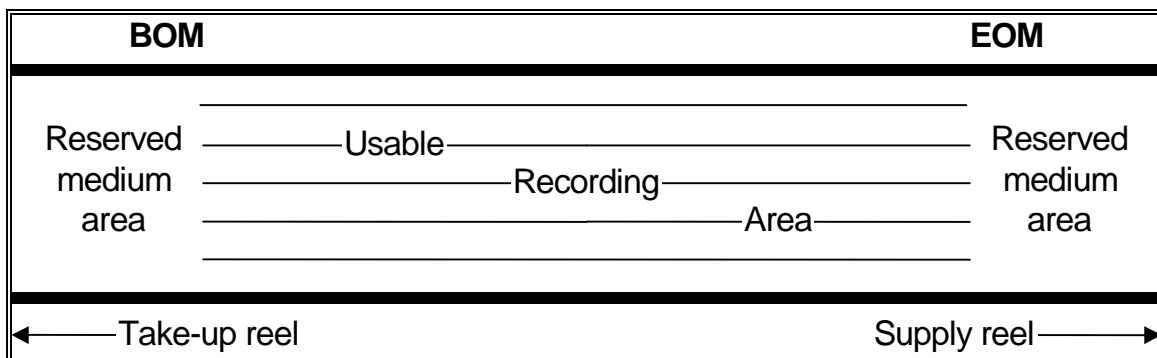 BOM EOM
Reserved medium area
Usable
Recording
Area
Reserved medium area
Take-up reel Supply reel